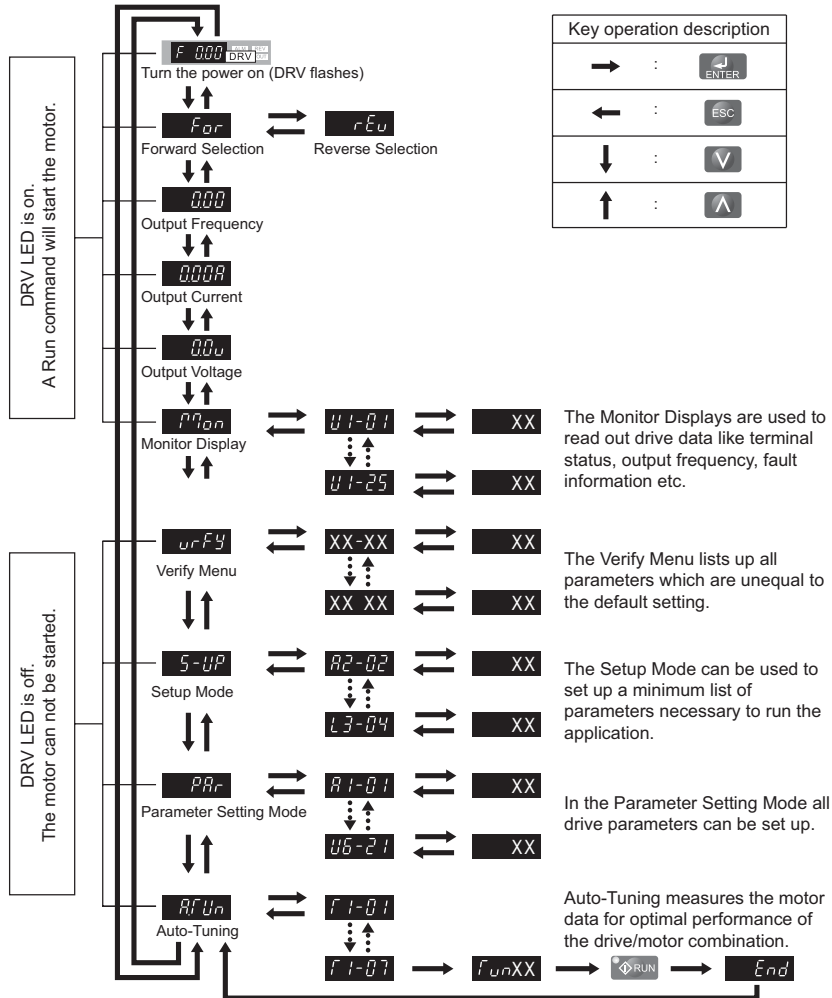 F 0.00 DRV
Turn the power on (DRV flashes)
For
rEv
Forward Selection
Reverse Selection
0.00
Output Frequency
0.00A
Output Current
0.0v
Output Voltage
Mon
U1-01
XX
Monitor Display
U1-25
XX
The Monitor Displays are used to
read out drive data like terminal
status, output frequency, fault
information etc.
DRV LED is on.
A Run command will start the motor.
Key operation description
→ : ENTER
← : ESC
↓ : V
↑ : Λ
vrFY
XX-XX
XX
Verify Menu
XX XX
XX
The Verify Menu lists up all
parameters which are unequal to
the default setting.
S-UP
A2-02
XX
Setup Mode
L3-04
XX
The Setup Mode can be used to
set up a minimum list of
parameters necessary to run the
application.
PAr
A1-01
XX
Parameter Setting Mode
U6-21
XX
In the Parameter Setting Mode all
drive parameters can be set up.
A.TUn
T1-01
Auto-Tuning
T1-07
TunXX
RUN
End
Auto-Tuning measures the motor
data for optimal performance of
the drive/motor combination.
DRV LED is off.
The motor can not be started.